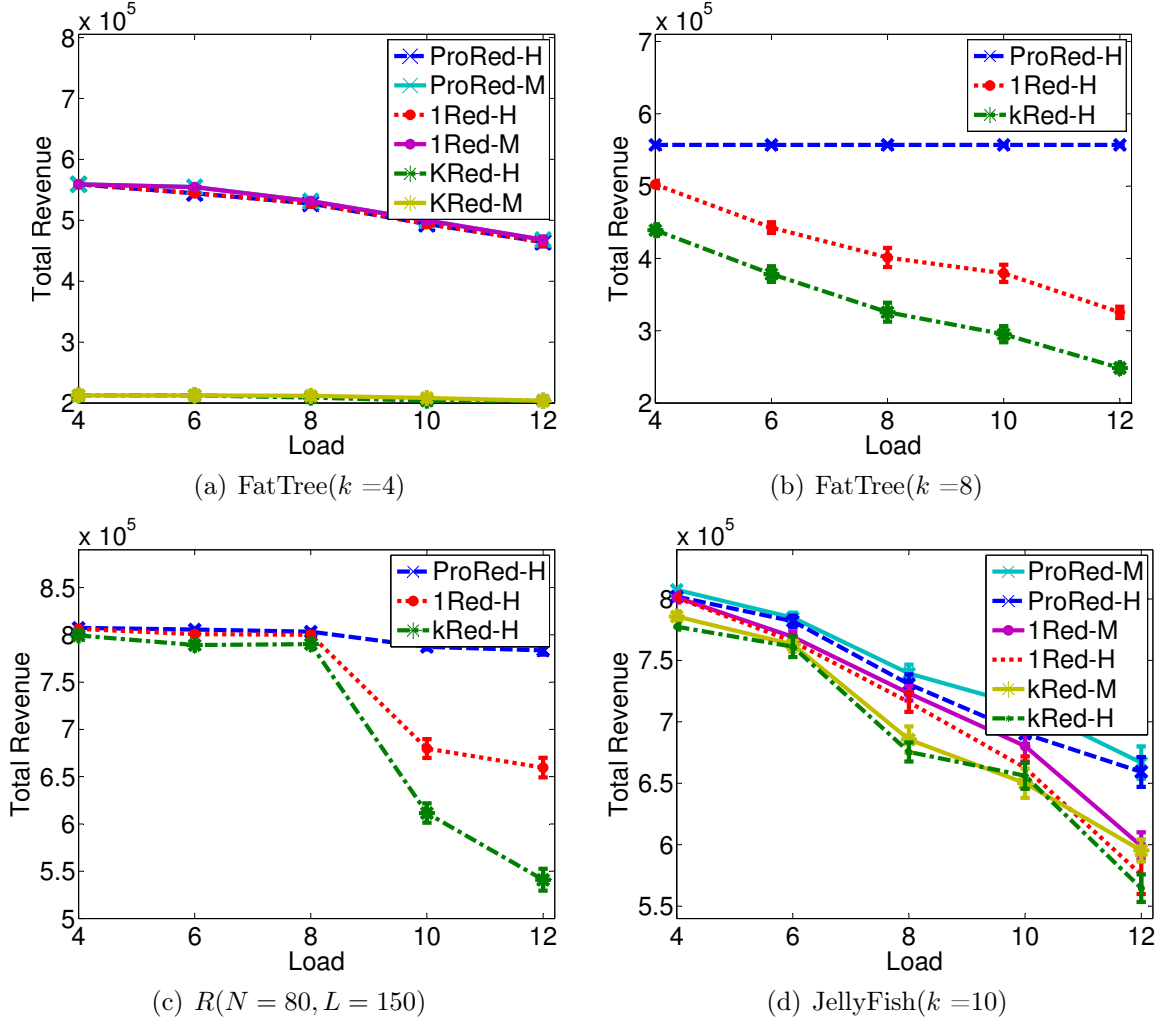 x 10^5
8
7
6
5
4
3
2
Total Revenue
4 6 8 10 12
Load
ProRed-H
ProRed-M
1Red-H
1Red-M
KRed-H
KRed-M
(a) FatTree(k =4)
x 10^5
7
6
5
4
3
2
Total Revenue
4 6 8 10 12
Load
ProRed-H
1Red-H
kRed-H
(b) FatTree(k =8)
x 10^5
8.5
8
7.5
7
6.5
6
5.5
5
Total Revenue
4 6 8 10 12
Load
ProRed-H
1Red-H
kRed-H
(c) R(N = 80, L = 150)
x 10^5
8
7.5
7
6.5
6
5.5
Total Revenue
4 6 8 10 12
Load
ProRed-M
ProRed-H
1Red-M
1Red-H
kRed-M
kRed-H
(d) JellyFish(k =10)